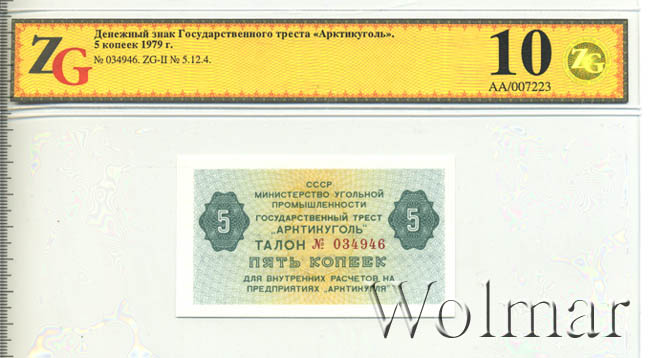 ZG
Денежный знак Государственного треста «Арктикуголь».
5 копеек 1979 г.
№ 034946. ZG-II № 5.12.4.
10
AA/007223
ZG
СССР
МИНИСТЕРСТВО УГОЛЬНОЙ
ПРОМЫШЛЕННОСТИ
ГОСУДАРСТВЕННЫЙ ТРЕСТ
"АРКТИКУГОЛЬ"
5
5
ТАЛОН № 034946
ПЯТЬ КОПЕЕК
ДЛЯ ВНУТРЕННИХ РАСЧЕТОВ НА
ПРЕДПРИЯТИЯХ „АРКТИКУГЛЯ"
Wolmar